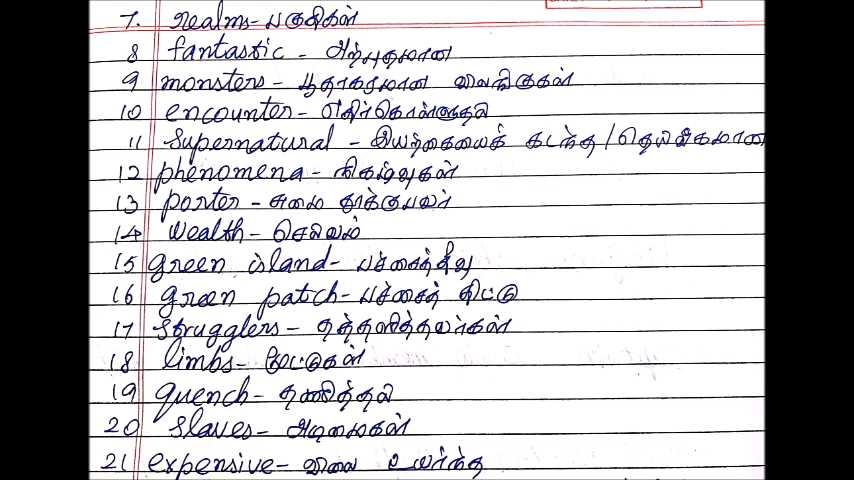 7. realms - பகுதிகள்
8 fantastic - அற்புதமான
9 monsters - பூதாகரமான விலங்குகள்
10 encounter - எதிர்கொள்ளுதல்
11 Supernatural - இயற்கையைக் கடந்த / தெய்வீகமான
12 phenomena - நிகழ்வுகள்
13 porter - சுமை தூக்குபவர்
14 Wealth - செல்வம்
15 green island - பச்சைத்தீவு
16 green patch - பச்சைத் திட்டு
17 strugglers - தத்தளித்தவர்கள்
18 limbs - மூட்டுகள்
19 quench - தணித்தல்
20 Slaves - அடிமைகள்
21 expensive - விலை உயர்ந்த